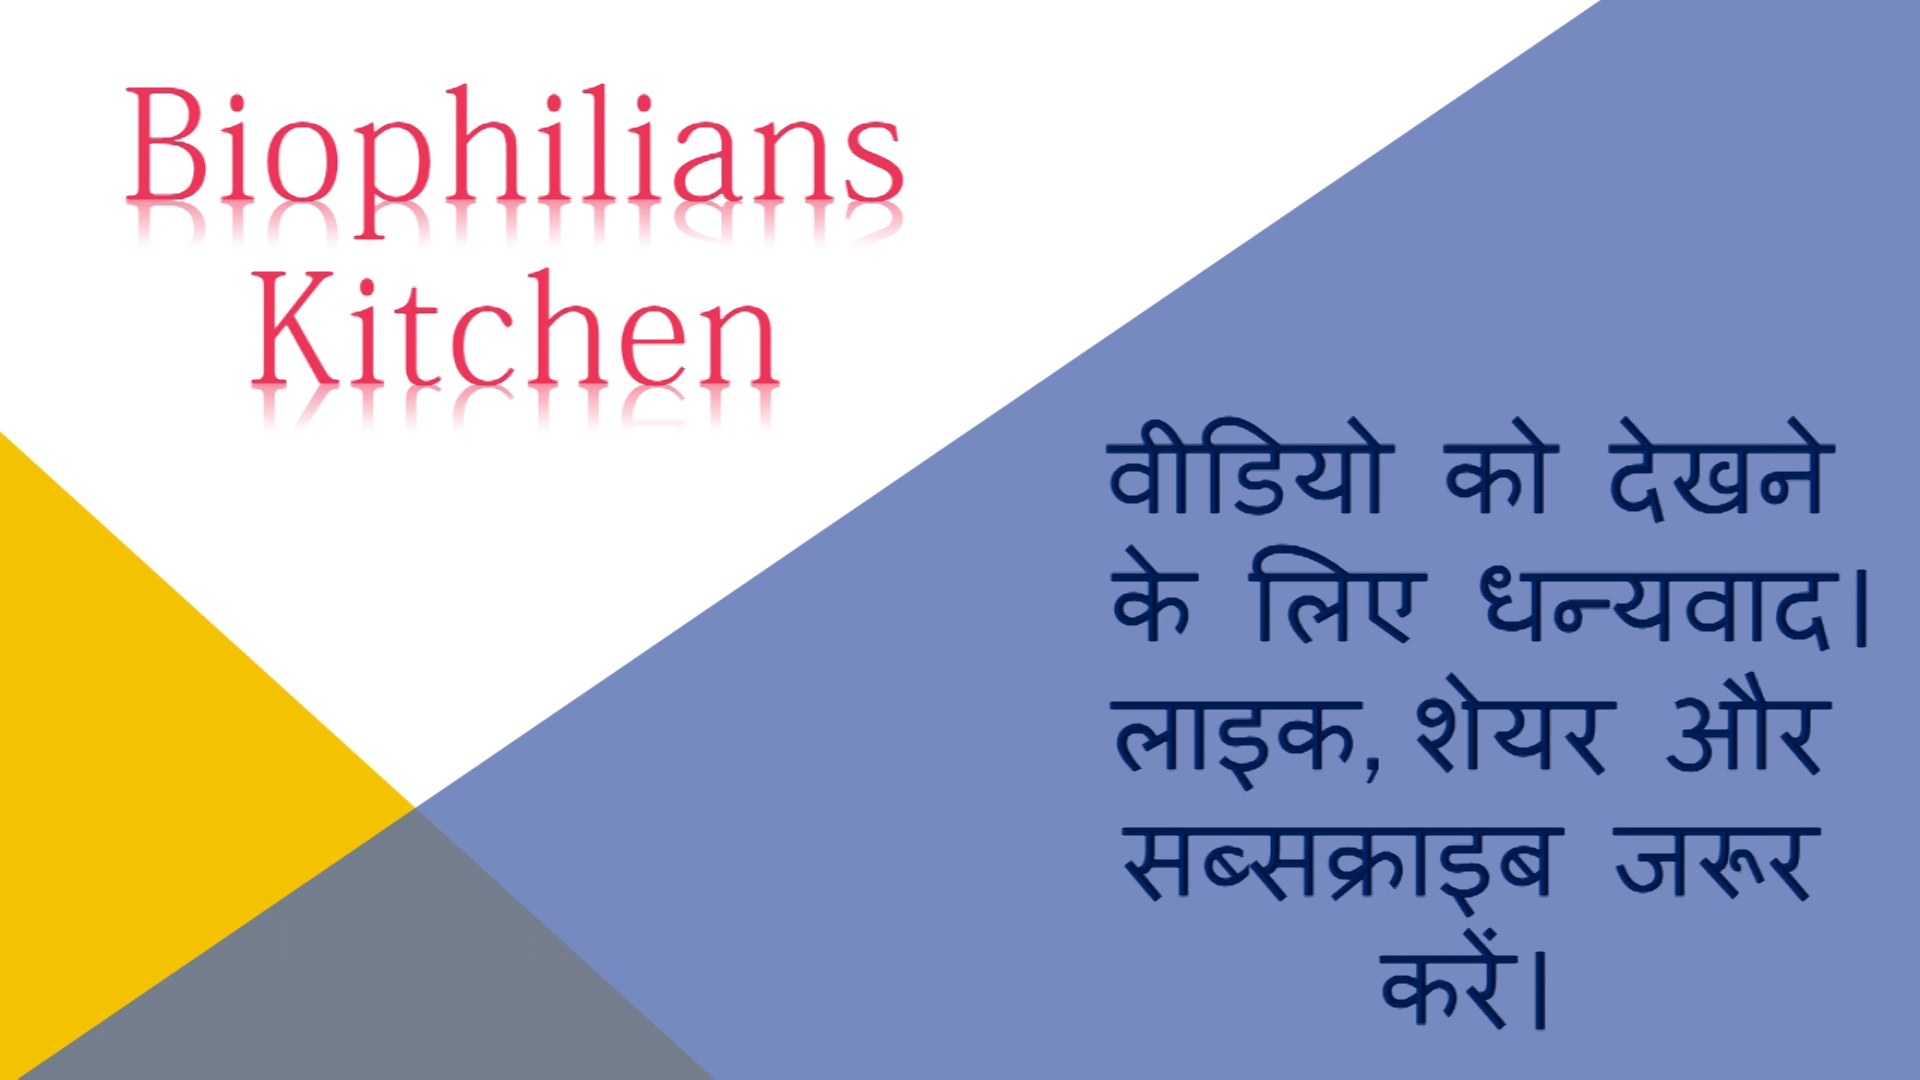 Biophilians
Kitchen
वीडियो को देखने
के लिए धन्यवाद।
लाइक, शेयर और
सब्सक्राइब जरूर
करें।